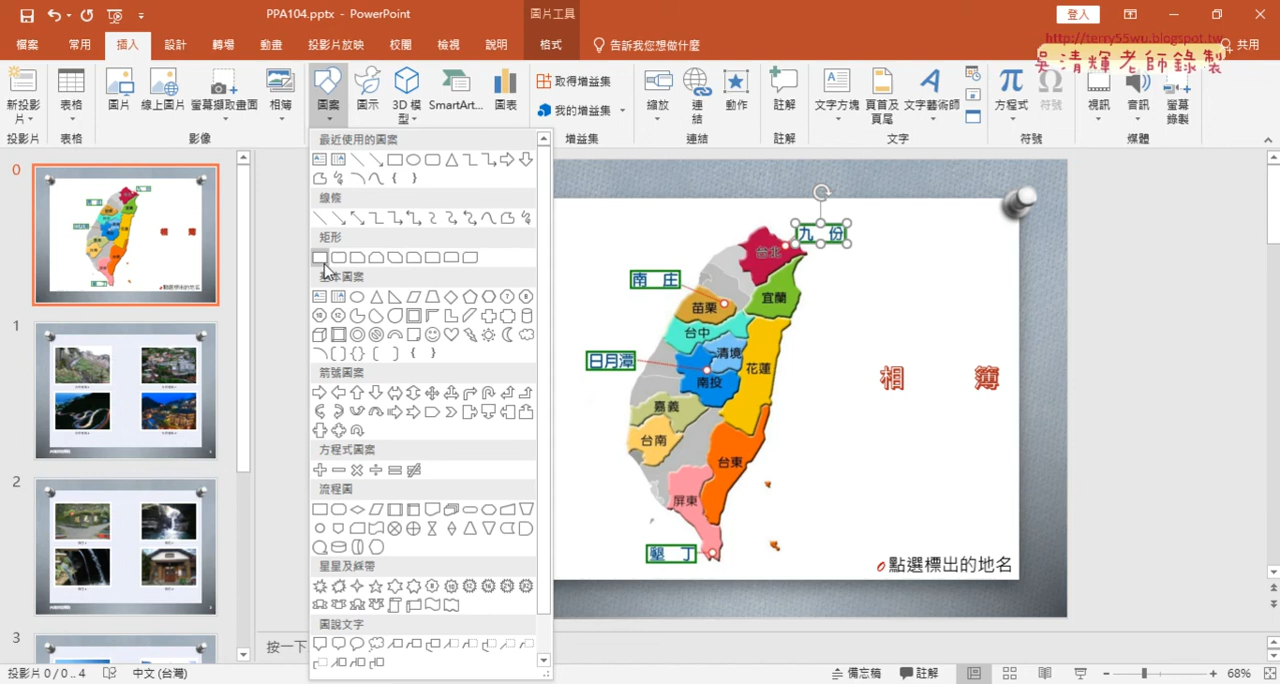 PPA104.pptx - PowerPoint
圖片工具
登入
http://terry55wu.blogspot.tw
吳清輝老師錄製
檔案 常用 插入 設計 轉場 動畫 投影片放映 校閱 檢視 說明 格式 告訴我您想做什麼 共用
新投影片 表格 圖片 線上圖片 螢幕擷取畫面 相簿 圖案 圖示 3D 模型 SmartArt... 圖表 取得增益集 我的增益集 縮放 連結 動作 註解 文字方塊 頁首及頁尾 文字藝術師 方程式 符號 視訊 音訊 螢幕錄製
投影片 表格 影像 增益集 連結 註解 文字 符號 媒體
最近使用的圖案
線條
矩形
基本圖案
箭號圖案
方程式圖案
流程圖
星星及綵帶
圖說文字
0
1
2
3
九 份
台北
南 庄
宜蘭
苗栗
台中
清境
日月潭
花蓮
南投
相 簿
嘉義
台南
台東
屏東
墾 丁
點選標出的地名
按一下
投影片 0 / 0 .. 4 中文 (台灣) 備忘稿 註解 68%